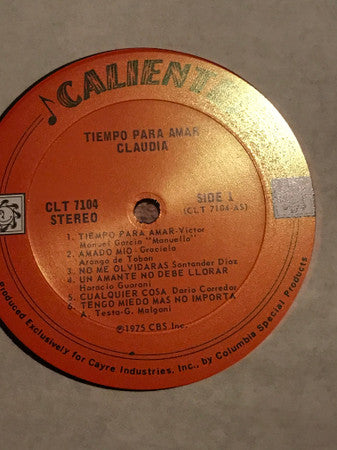 CALIENTE
TIEMPO PARA AMAR
CLAUDIA
CLT 7104
STEREO
SIDE 1
(CLT 7104-AS)
1. TIEMPO PARA AMAR-Victor
Manuel Garcia "Manuello"
2. AMADO MIO-Graciela
Arango de Tobon
3. NO ME OLVIDARAS Santander Diaz
4. UN AMANTE NO DEBE LLORAR
Horacio Guarani
5. CUALQUIER COSA Dario Corredor
6. TENGO MIEDO MAS NO IMPORTA
A. Testa-G. Malgoni
©1975 CBS Inc.
Produced Exclusively for Cayre Industries, Inc., by Columbia Special Products